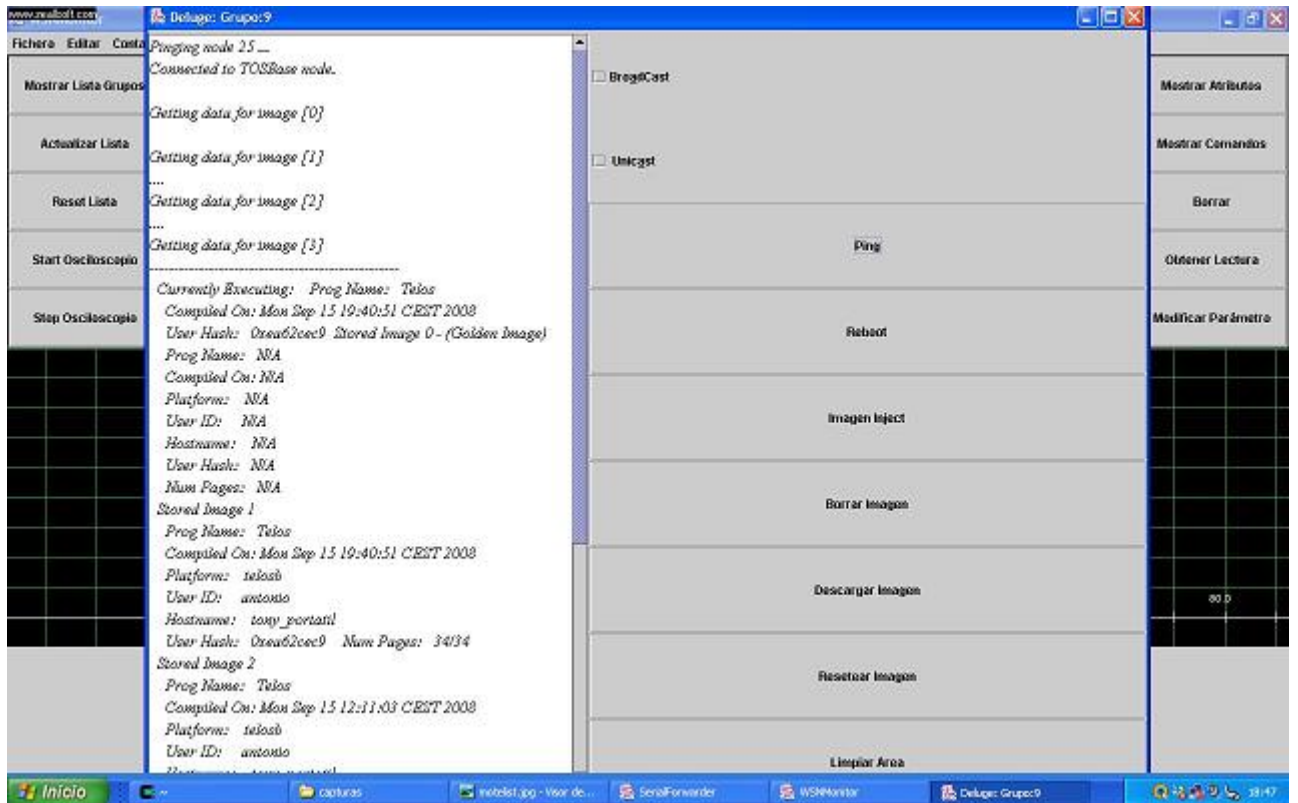 www.realsoft.com
Deluge: Grupo:9
Fichero Editar
Mostrar Lista Grupos
Actualizar Lista
Reset Lista
Start Osciloscopio
Stop Osciloscopio
Pinging node 25 ...
Connected to TOSBase node.
Getting data for image [0]
Getting data for image [1]
....
Getting data for image [2]
....
Getting data for image [3]
--------------------------------------------------
Currently Executing: Prog Name: Telos
Compiled On: Mon Sep 15 19:40:51 CEST 2008
User Hash: 0xea62cec9 Stored Image 0 - (Golden Image)
Prog Name: N/A
Compiled On: N/A
Platform: N/A
User ID: N/A
Hostname: N/A
User Hash: N/A
Num Pages: N/A
Stored Image 1
Prog Name: Telos
Compiled On: Mon Sep 15 19:40:51 CEST 2008
Platform: telosb
User ID: antonio
Hostname: tony_portatil
User Hash: 0xea62cec9 Num Pages: 34/34
Stored Image 2
Prog Name: Telos
Compiled On: Mon Sep 15 12:11:03 CEST 2008
Platform: telosb
User ID: antonio
BroadCast
Unicast
Ping
Reboot
Imagen Inject
Borrar Imagen
Descargar Imagen
Resetear Imagen
Limpiar Area
Mostrar Atributos
Mostrar Comandos
Borrar
Obtener Lectura
Modificar Parámetro
80.0
Inicio
~
capturas
motelist.jpg - Visor de...
SerialForwarder
WSNMonitor
Deluge: Grupo:9
18:47